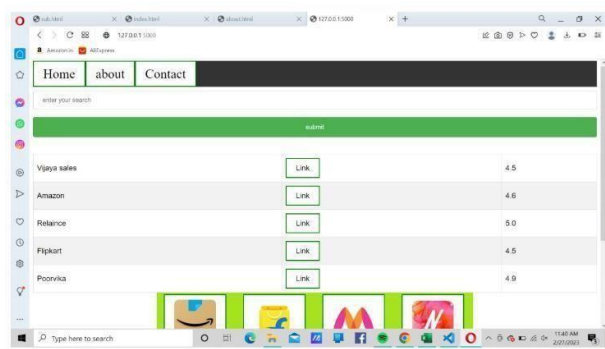 sub.html
index.html
about.html
127.0.0.1:5000
127.0.0.1:5000
Amazon.in AliExpress
Home about Contact
enter your search
submit
Vijaya sales Link 4.5
Amazon Link 4.6
Relaince Link 5.0
Flipkart Link 4.5
Poorvika Link 4.9
Type here to search
11:40 AM
2/27/2023